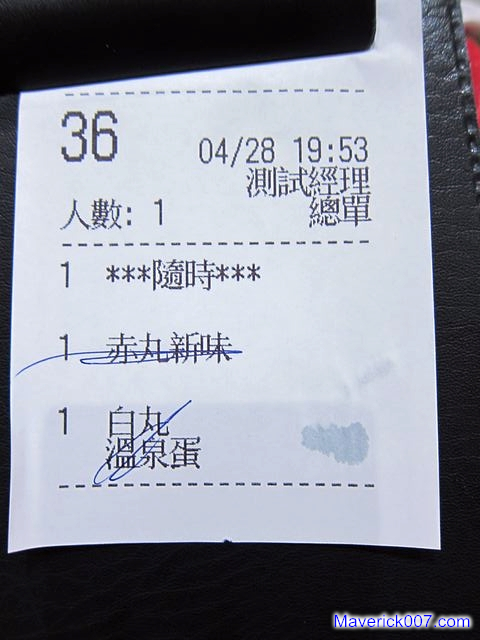 36
04/28 19:53
測試經理
人數: 1 總單
1 ***隨時***
1 赤丸新味
1 白丸
溫泉蛋
Maverick007.com